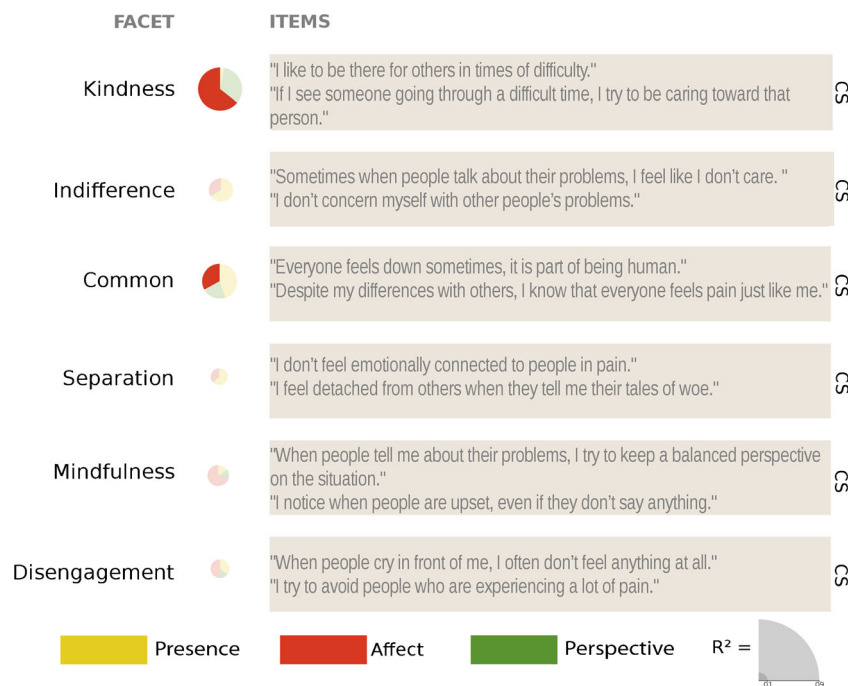 FACET ITEMS
Kindness
"I like to be there for others in times of difficulty."
"If I see someone going through a difficult time, I try to be caring toward that
person."
CS
Indifference
"Sometimes when people talk about their problems, I feel like I don’t care. "
"I don’t concern myself with other people’s problems."
CS
Common
"Everyone feels down sometimes, it is part of being human."
"Despite my differences with others, I know that everyone feels pain just like me."
CS
Separation
"I don’t feel emotionally connected to people in pain."
"I feel detached from others when they tell me their tales of woe."
CS
Mindfulness
"When people tell me about their problems, I try to keep a balanced perspective
on the situation."
"I notice when people are upset, even if they don’t say anything."
CS
Disengagement
"When people cry in front of me, I often don’t feel anything at all."
"I try to avoid people who are experiencing a lot of pain."
CS
Presence Affect Perspective R² =
01 09